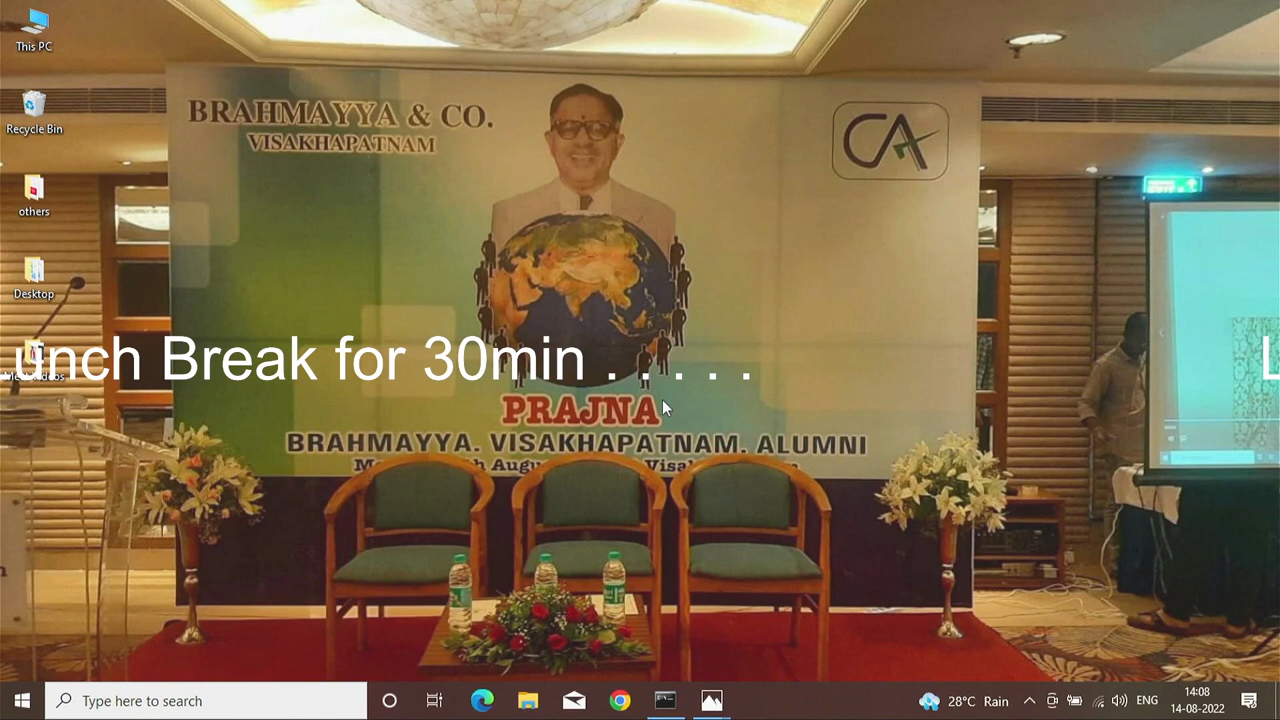 This PC
Recycle Bin
others
Desktop
BRAHMAYYA & CO.
VISAKHAPATNAM
CA
EXIT
unch Break for 30min . . . . .
L
PRAJNA
BRAHMAYYA. VISAKHAPATNAM. ALUMNI
Type here to search
28°C Rain
ENG
14:08
14-08-2022